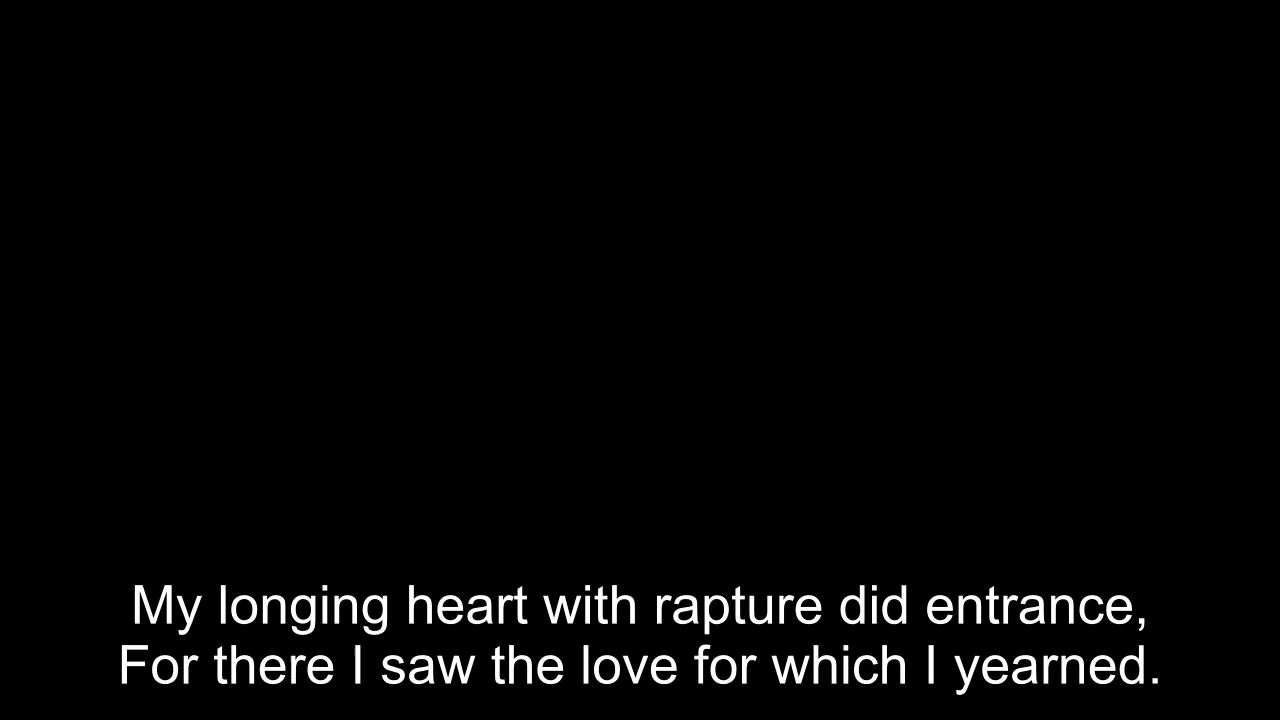 My longing heart with rapture did entrance,
For there I saw the love for which I yearned.